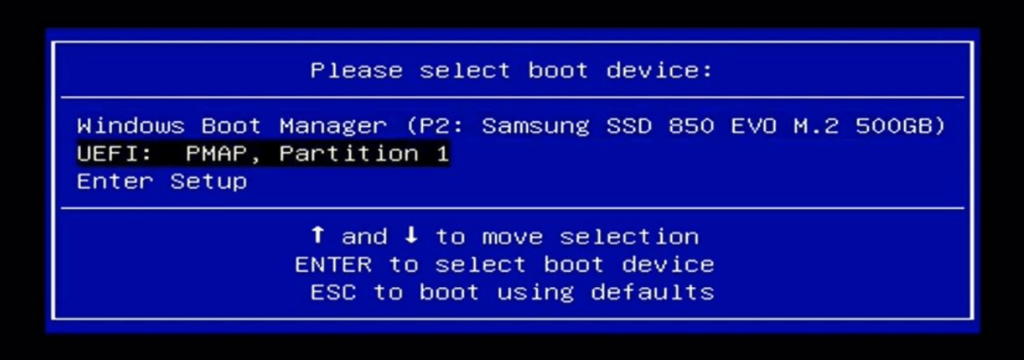 Please select boot device:
Windows Boot Manager (P2: Samsung SSD 850 EVO M.2 500GB)
UEFI:  PMAP, Partition 1
Enter Setup
↑ and ↓ to move selection
ENTER to select boot device
ESC to boot using defaults